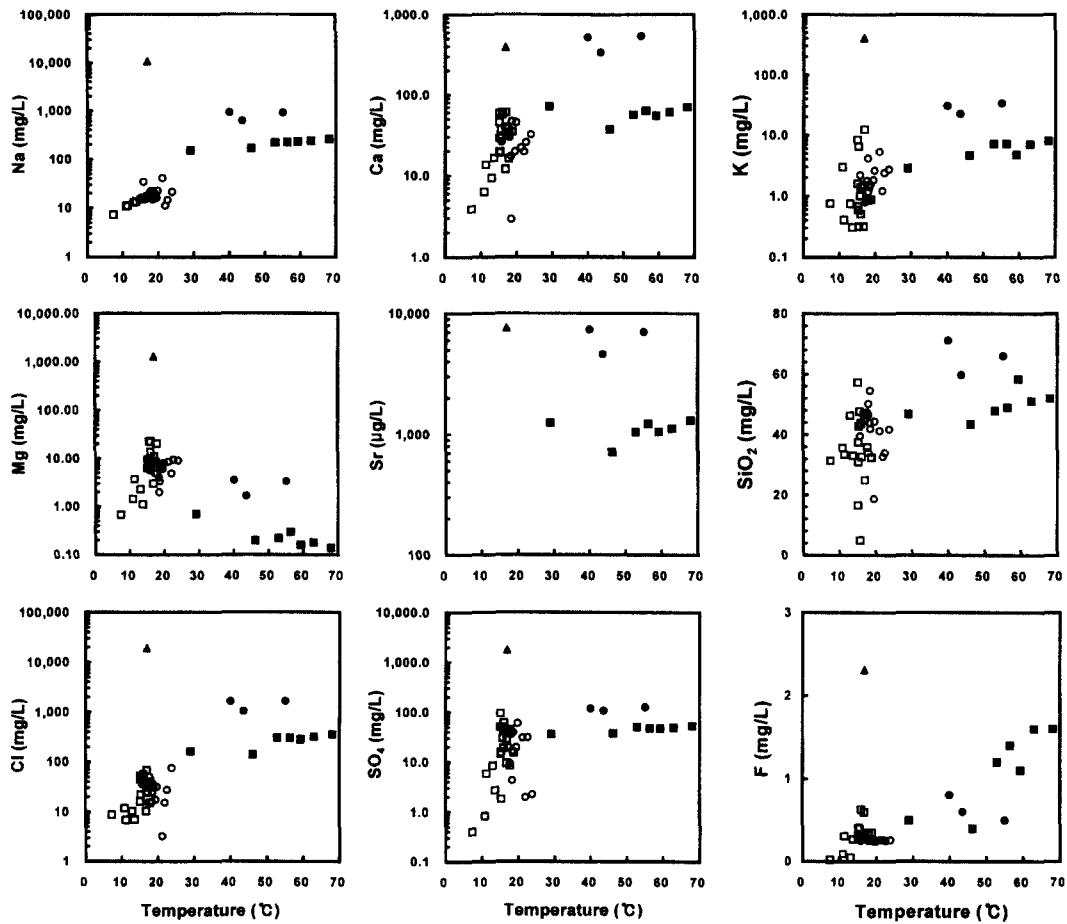 100,000
10,000
1,000
100
10
1
Na (mg/L)
0 10 20 30 40 50 60 70
1,000.0
100.0
10.0
1.0
Ca (mg/L)
0 10 20 30 40 50 60 70
1,000.0
100.0
10.0
1.0
0.1
K (mg/L)
0 10 20 30 40 50 60 70
10,000.00
1,000.00
100.00
10.00
1.00
0.10
Mg (mg/L)
0 10 20 30 40 50 60 70
10,000
1,000
100
Sr (μg/L)
0 10 20 30 40 50 60 70
80
60
40
20
0
SiO₂ (mg/L)
0 10 20 30 40 50 60 70
100,000
10,000
1,000
100
10
1
Cl (mg/L)
0 10 20 30 40 50 60 70
Temperature (℃)
10,000.0
1,000.0
100.0
10.0
1.0
0.1
SO₄ (mg/L)
0 10 20 30 40 50 60 70
Temperature (℃)
3
2
1
0
F (mg/L)
0 10 20 30 40 50 60 70
Temperature (℃)